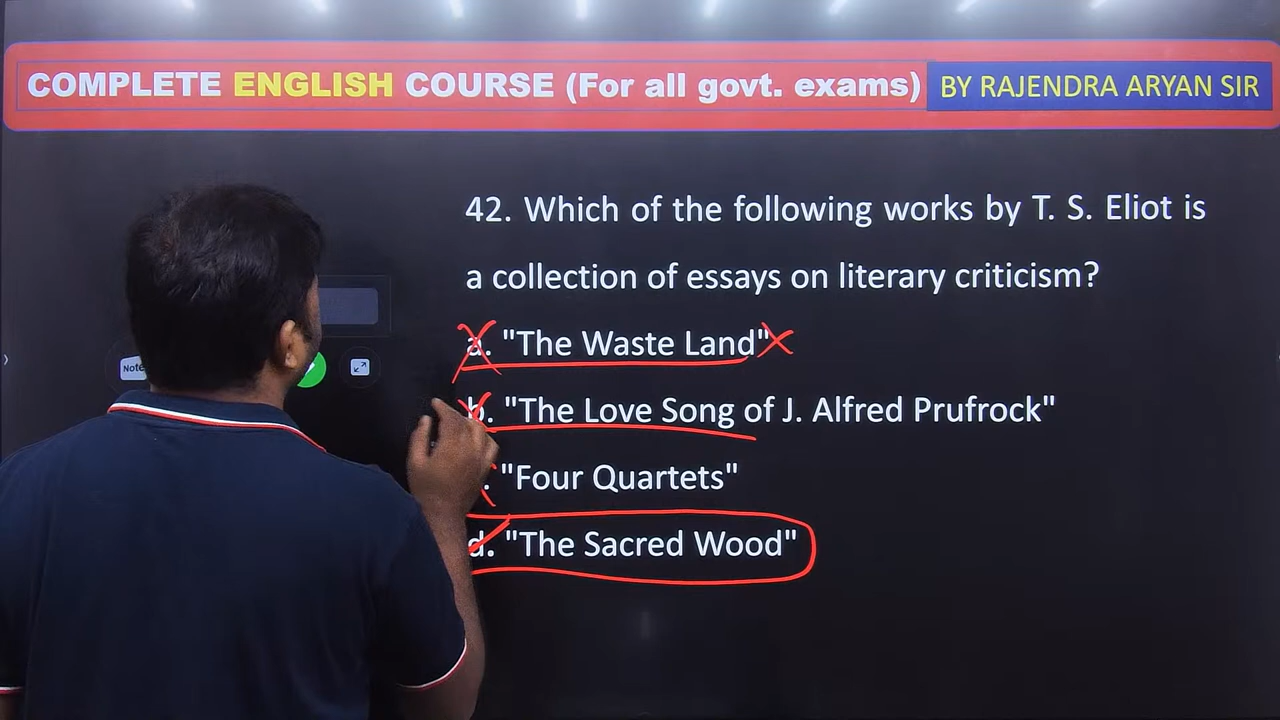 COMPLETE ENGLISH COURSE (For all govt. exams) BY RAJENDRA ARYAN SIR
42. Which of the following works by T. S. Eliot is
a collection of essays on literary criticism?
a. "The Waste Land"
Note
b. "The Love Song of J. Alfred Prufrock"
"Four Quartets"
d. "The Sacred Wood"